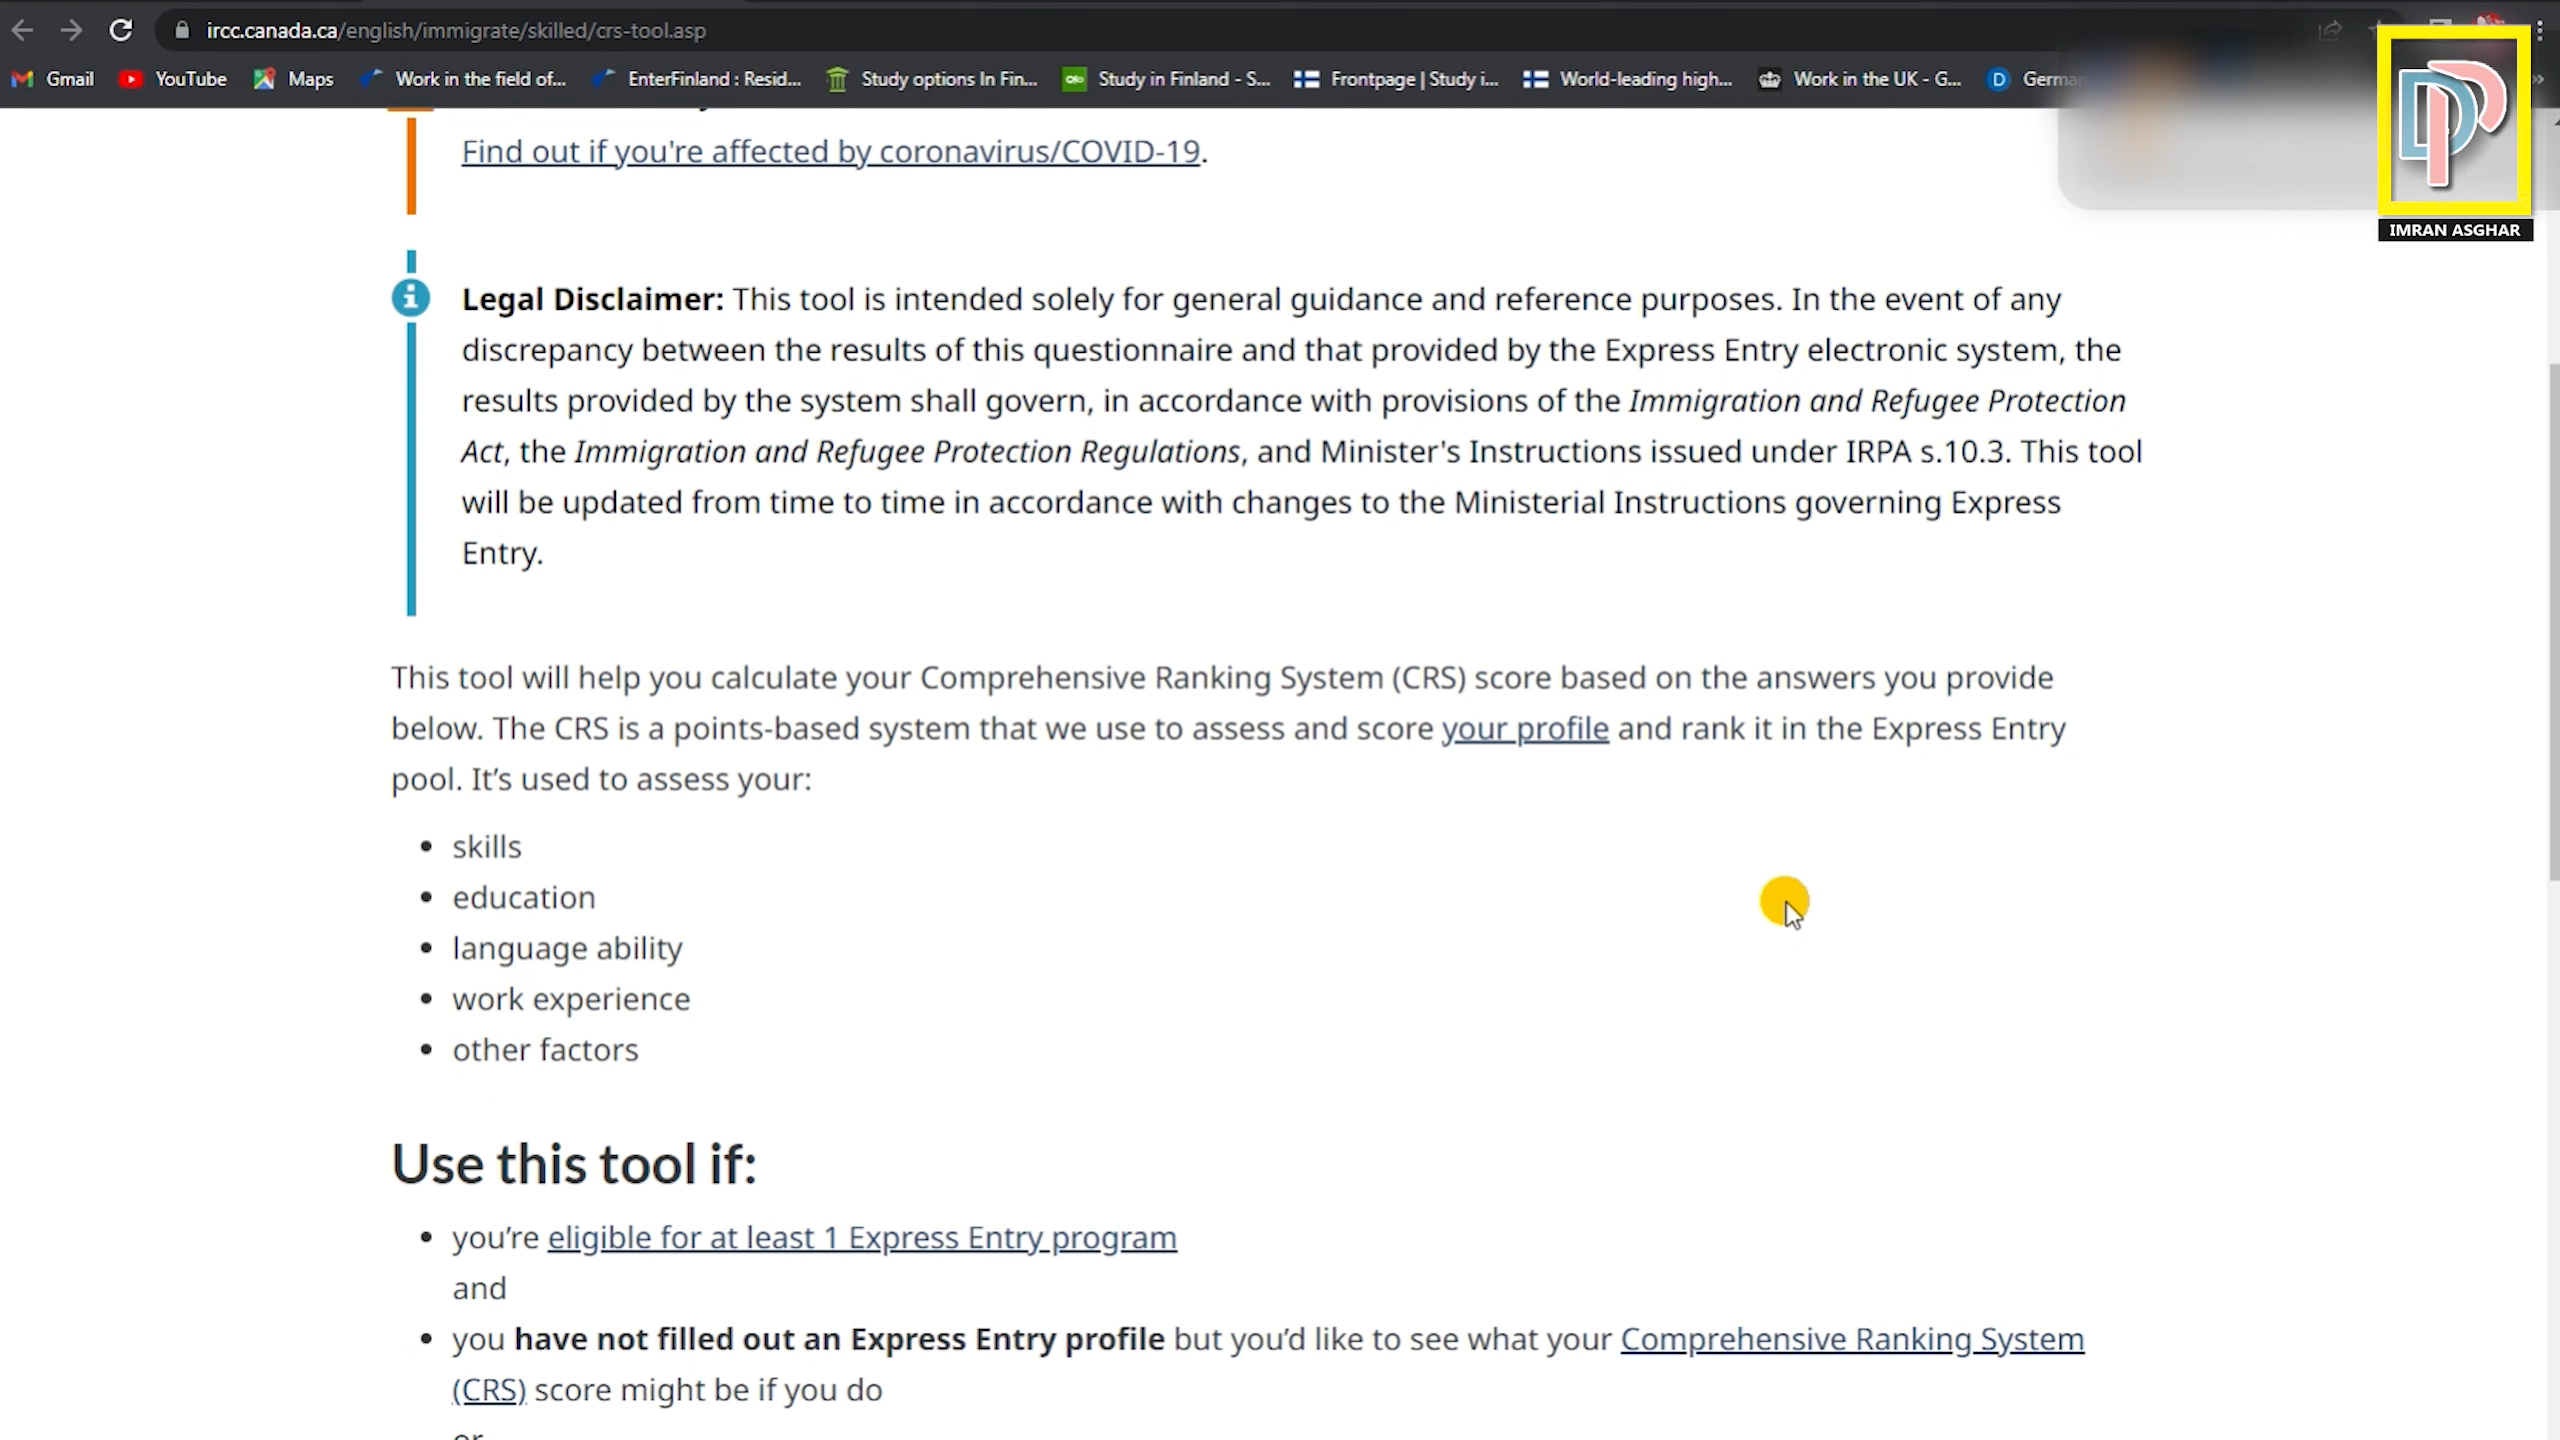 ircc.canada.ca/english/immigrate/skilled/crs-tool.asp
Gmail YouTube Maps Work in the field of... EnterFinland : Resid... Study options In Fin... Study in Finland - S... Frontpage | Study i... World-leading high... Work in the UK - G... D Germa
DP
IMRAN ASGHAR
Find out if you're affected by coronavirus/COVID-19.
Legal Disclaimer: This tool is intended solely for general guidance and reference purposes. In the event of any
discrepancy between the results of this questionnaire and that provided by the Express Entry electronic system, the
results provided by the system shall govern, in accordance with provisions of the Immigration and Refugee Protection
Act, the Immigration and Refugee Protection Regulations, and Minister's Instructions issued under IRPA s.10.3. This tool
will be updated from time to time in accordance with changes to the Ministerial Instructions governing Express
Entry.
This tool will help you calculate your Comprehensive Ranking System (CRS) score based on the answers you provide
below. The CRS is a points-based system that we use to assess and score your profile and rank it in the Express Entry
pool. It’s used to assess your:
• skills
• education
• language ability
• work experience
• other factors
Use this tool if:
• you’re eligible for at least 1 Express Entry program
and
• you have not filled out an Express Entry profile but you’d like to see what your Comprehensive Ranking System
(CRS) score might be if you do